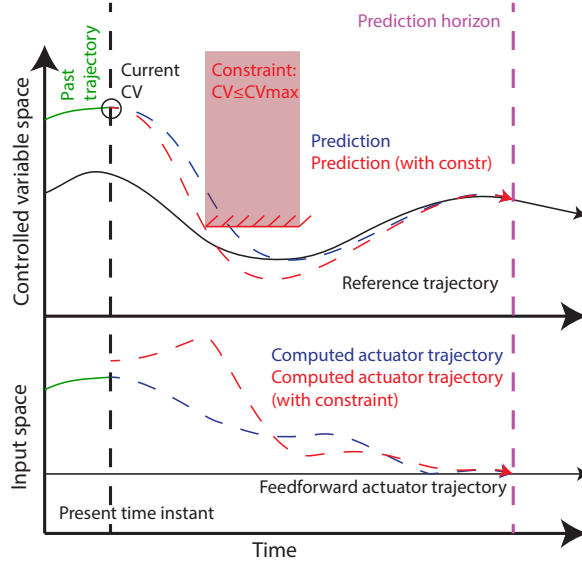 Prediction horizon
Past
trajectory
Current
CV
Constraint:
CV≤CVmax
Controlled variable space
Prediction
Prediction (with constr)
Reference trajectory
Computed actuator trajectory
Computed actuator trajectory
(with constraint)
Input space
Feedforward actuator trajectory
Present time instant
Time